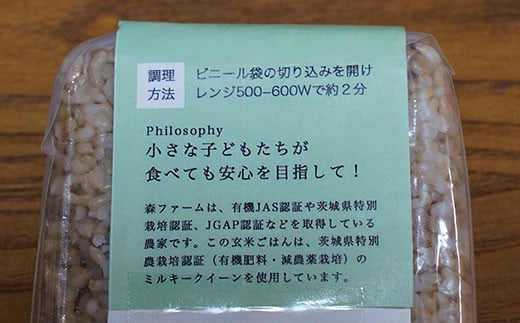 調理
方法
ビニール袋の切り込みを開け
レンジ500-600Wで約2分
Philosophy
小さな子どもたちが
食べても安心を目指して！
森ファームは、有機JAS認証や茨城県特別
栽培認証、JGAP認証などを取得している
農家です。この玄米ごはんは、茨城県特別
農栽培認証（有機肥料・減農薬栽培）の
ミルキークイーンを使用しています。